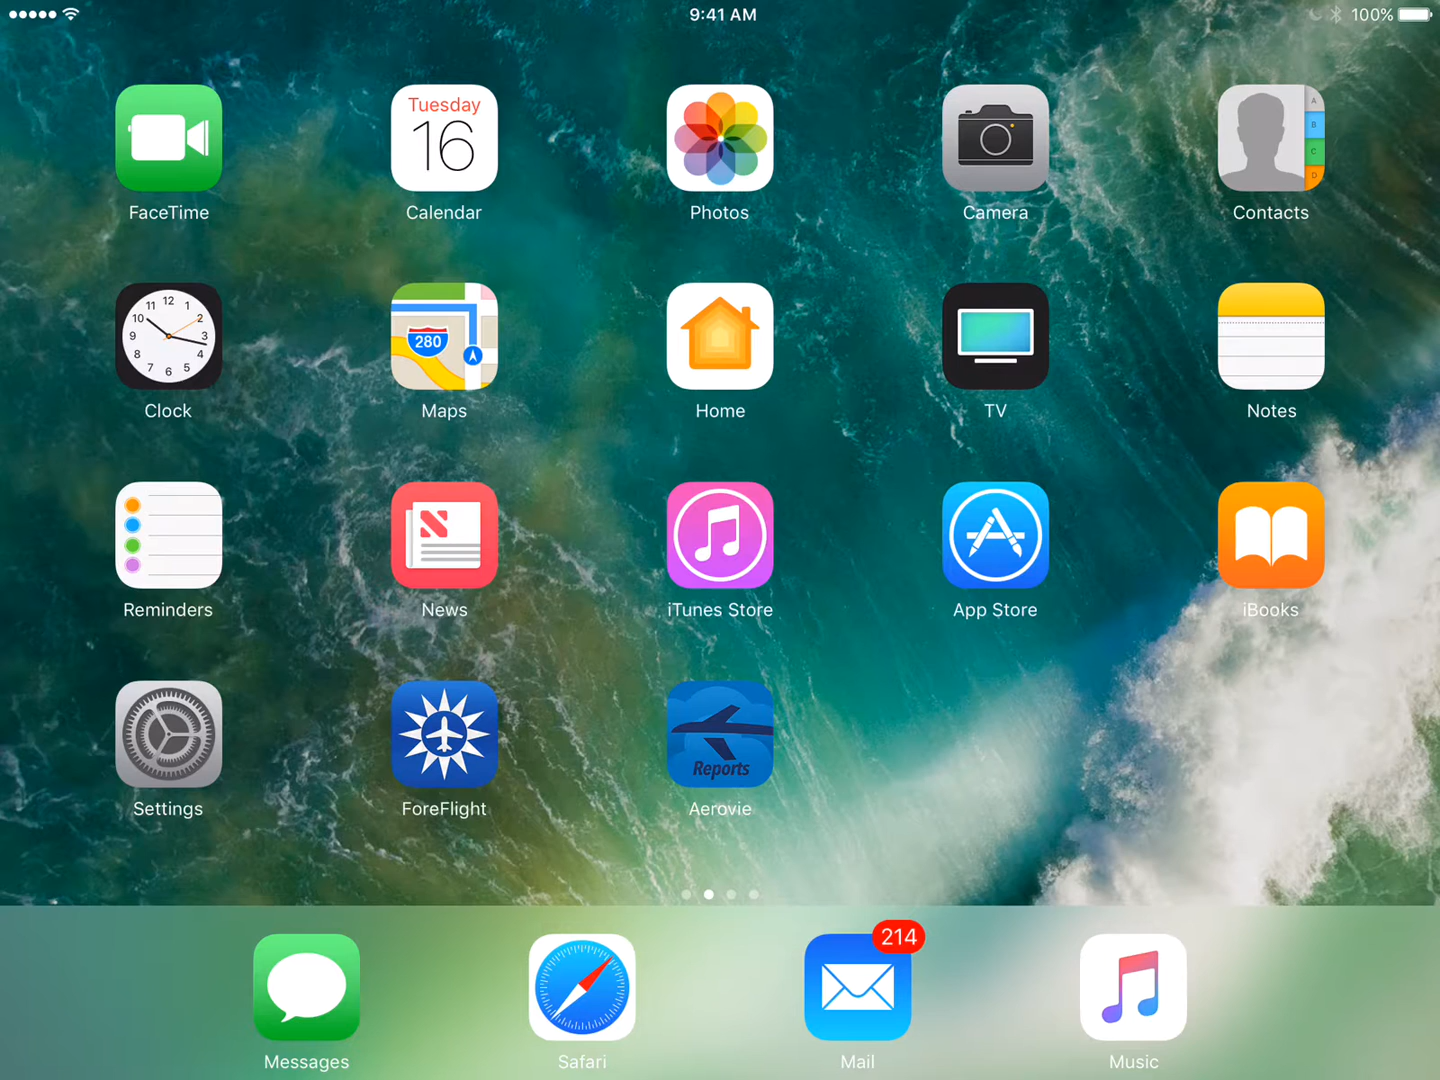 9:41 AM
100%
Tuesday
16
A
B
C
D
FaceTime
Calendar
Photos
Camera
Contacts
12
11
1
10
2
9
3
8
4
7
5
6
280
Clock
Maps
Home
TV
Notes
Reminders
News
iTunes Store
App Store
iBooks
Reports
Settings
ForeFlight
Aerovie
214
Messages
Safari
Mail
Music